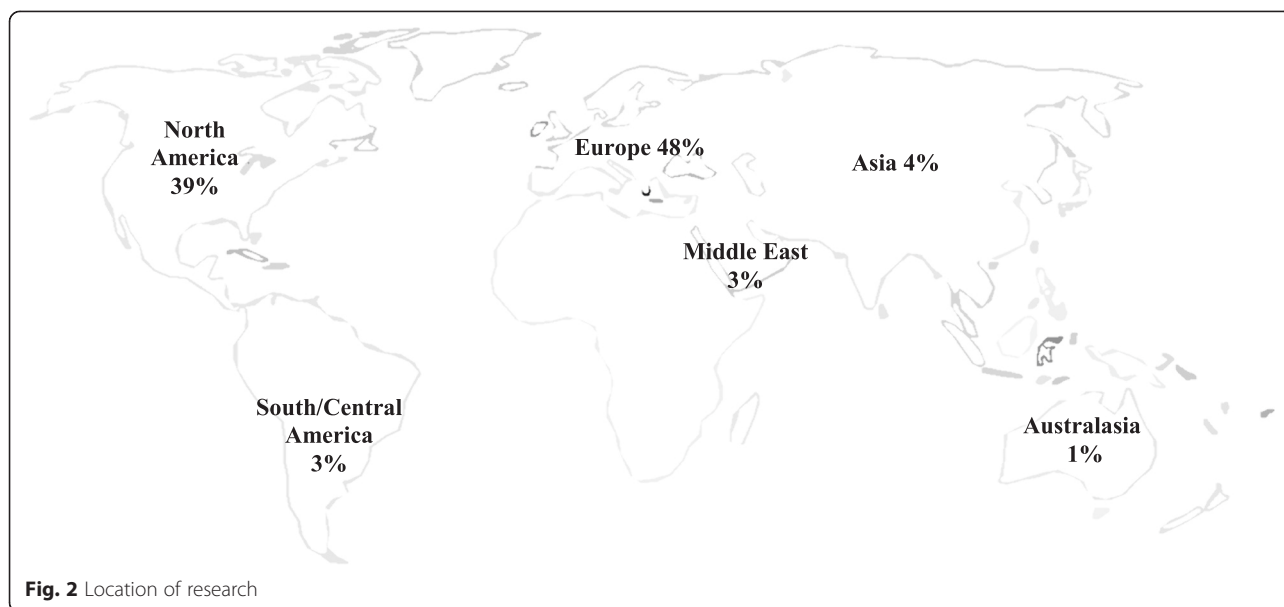 North
America
39%
Europe 48%
Asia 4%
Middle East
3%
South/Central
America
3%
Australasia
1%
Fig. 2 Location of research